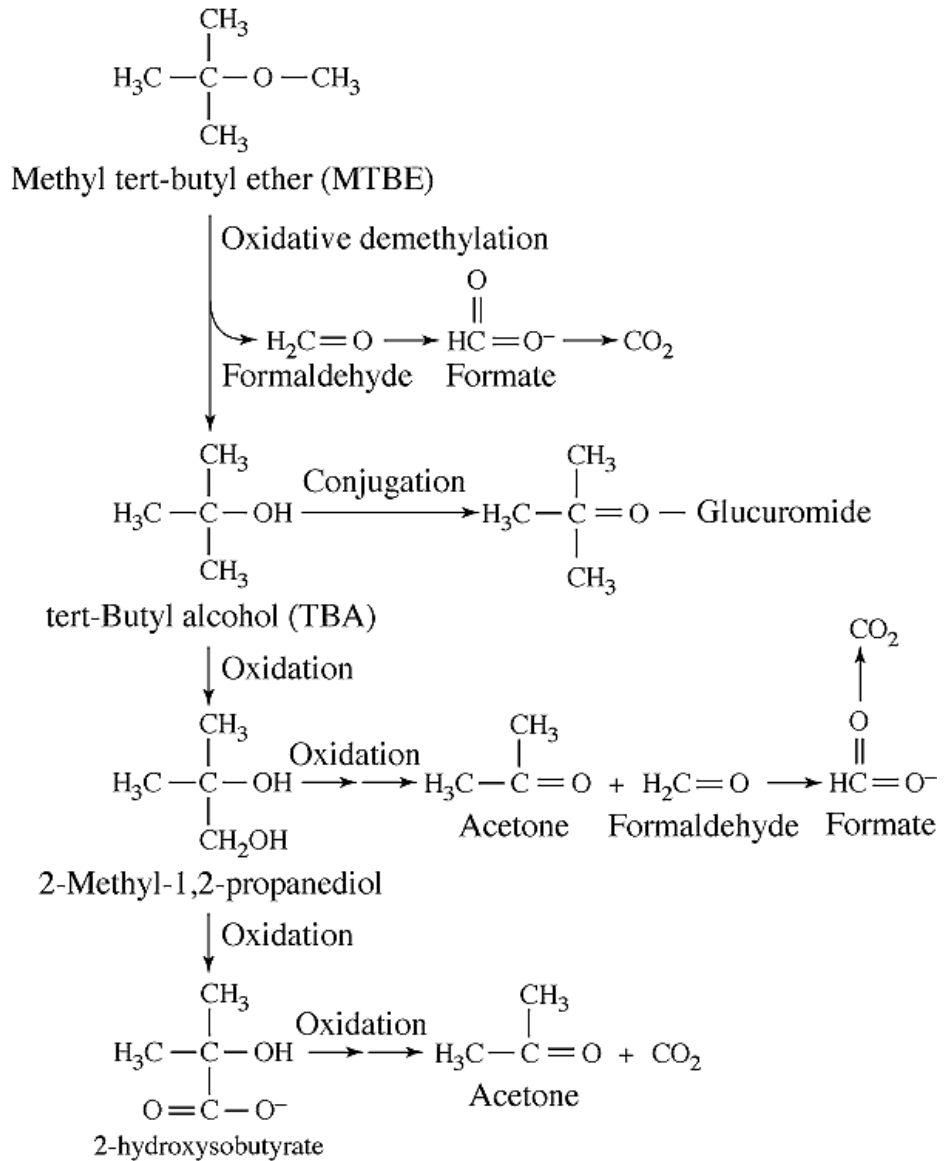 CH₃
H₃C—C—O—CH₃
CH₃
Methyl tert-butyl ether (MTBE)
Oxidative demethylation
O
H₂C=O HC=O⁻ CO₂
Formaldehyde Formate
CH₃ CH₃
Conjugation
H₃C—C—OH H₃C—C=O—Glucuromide
CH₃ CH₃
tert-Butyl alcohol (TBA)
CO₂
Oxidation
CH₃ CH₃ O
Oxidation
H₃C—C—OH H₃C—C=O + H₂C=O HC=O⁻
Acetone Formaldehyde Formate
CH₂OH
2-Methyl-1,2-propanediol
Oxidation
CH₃ CH₃
Oxidation
H₃C—C—OH H₃C—C=O + CO₂
Acetone
O=C—O⁻
2-hydroxysobutyrate